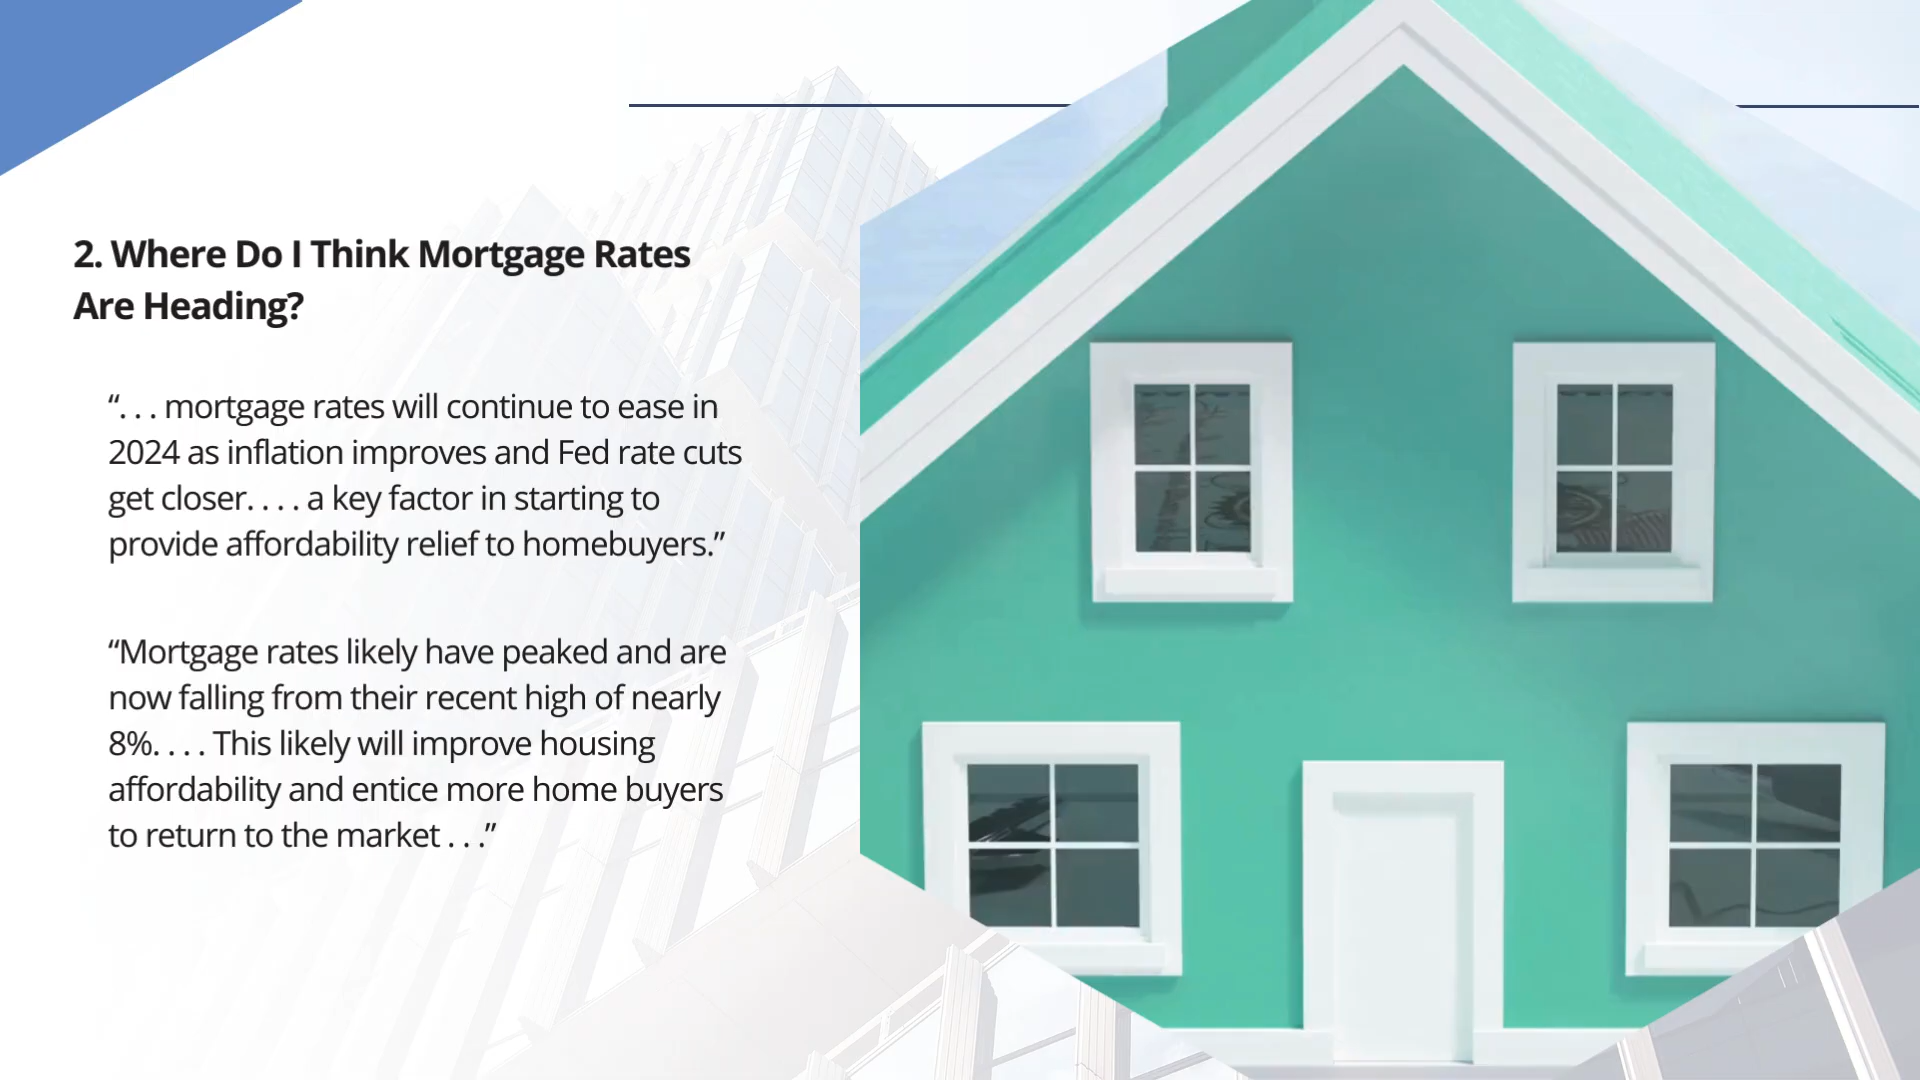 2. Where Do I Think Mortgage Rates
Are Heading?
“. . . mortgage rates will continue to ease in
2024 as inflation improves and Fed rate cuts
get closer. . . . a key factor in starting to
provide affordability relief to homebuyers.”
“Mortgage rates likely have peaked and are
now falling from their recent high of nearly
8%. . . . This likely will improve housing
affordability and entice more home buyers
to return to the market . . .”